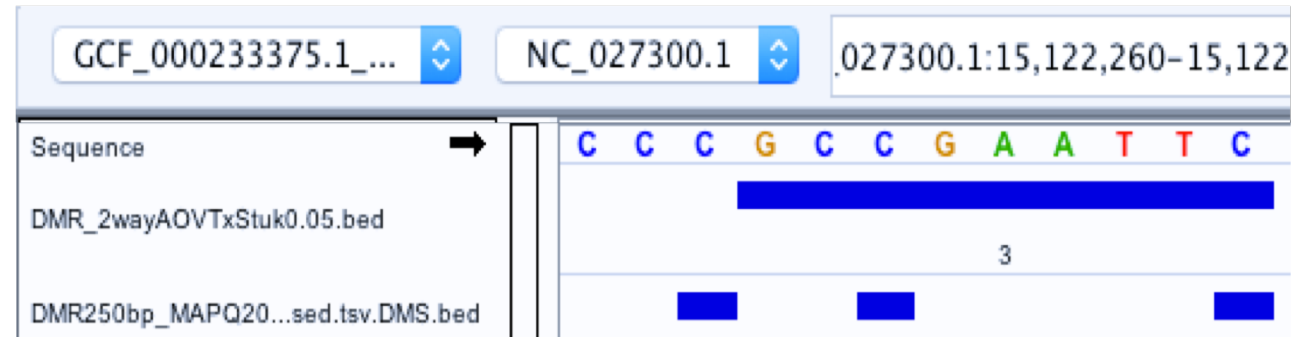 GCF_000233375.1_... NC_027300.1 _027300.1:15,122,260-15,122
Sequence C C C G C C G A A T T C
DMR_2wayAOVTxStuk0.05.bed
3
DMR250bp_MAPQ20...sed.tsv.DMS.bed